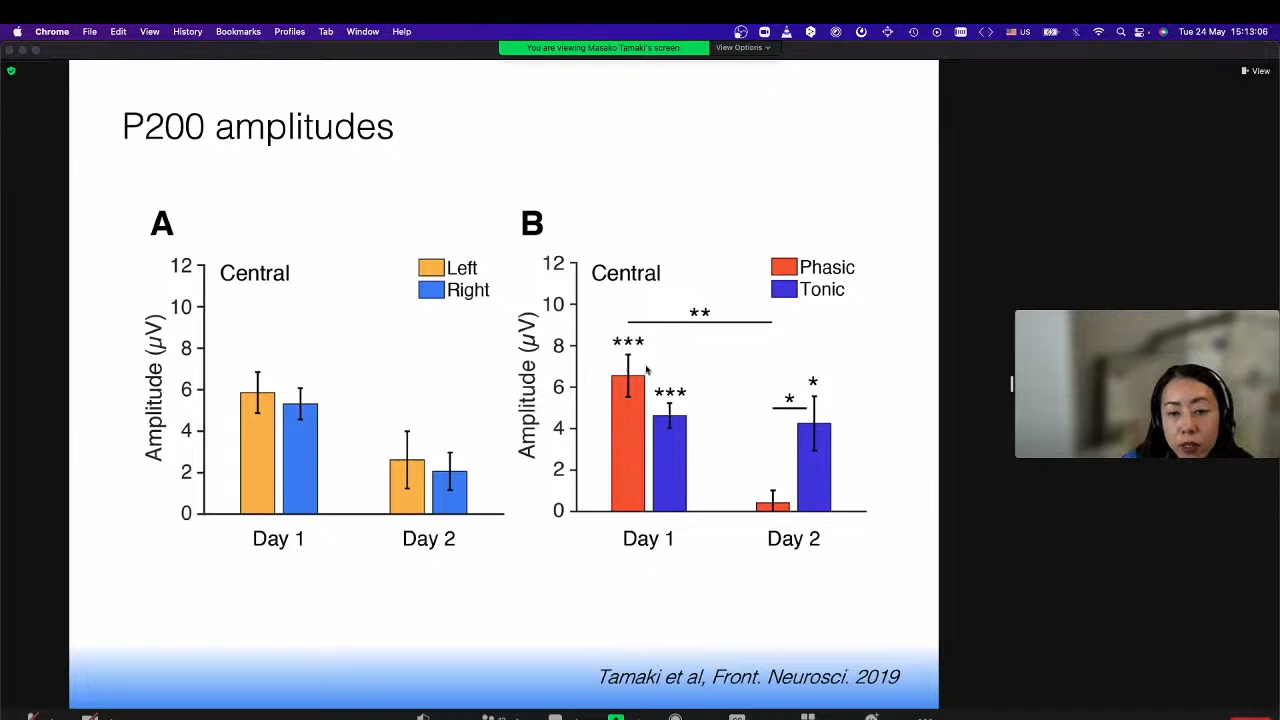 Chrome File Edit View History Bookmarks Profiles Tab Window Help US Tue 24 May 15:13:06
You are viewing Masako Tamaki's screen View Options
View
P200 amplitudes
A
12 Central Left
Right
10
8
6
4
2
0
Amplitude (µV)
Day 1 Day 2
B
12 Central Phasic
Tonic
10
**
8
***
6
***
*
*
4
2
0
Amplitude (µV)
Day 1 Day 2
Tamaki et al, Front. Neurosci. 2019